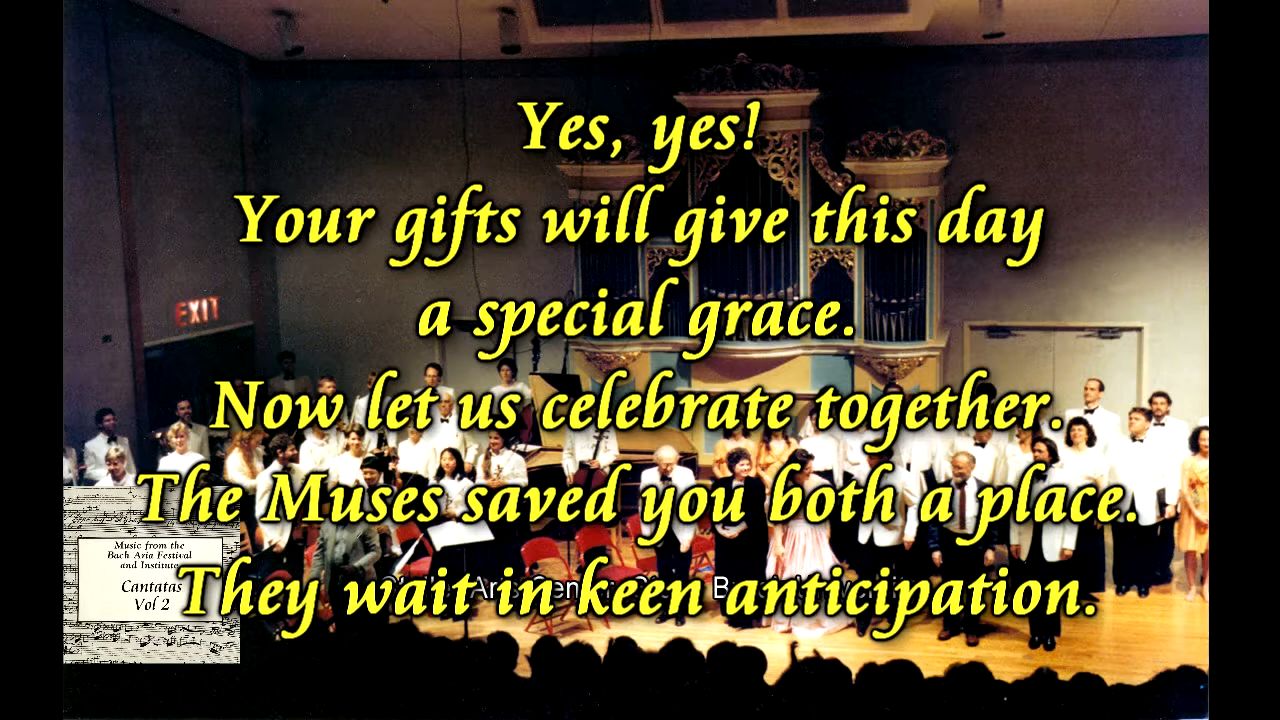 Yes, yes!
Your gifts will give this day
a special grace.
EXIT
Now let us celebrate together.
The Muses saved you both a place.
Music from the
Bach Aria Festival
and Institute
Cantatas
Vol 2
They wait in keen anticipation.